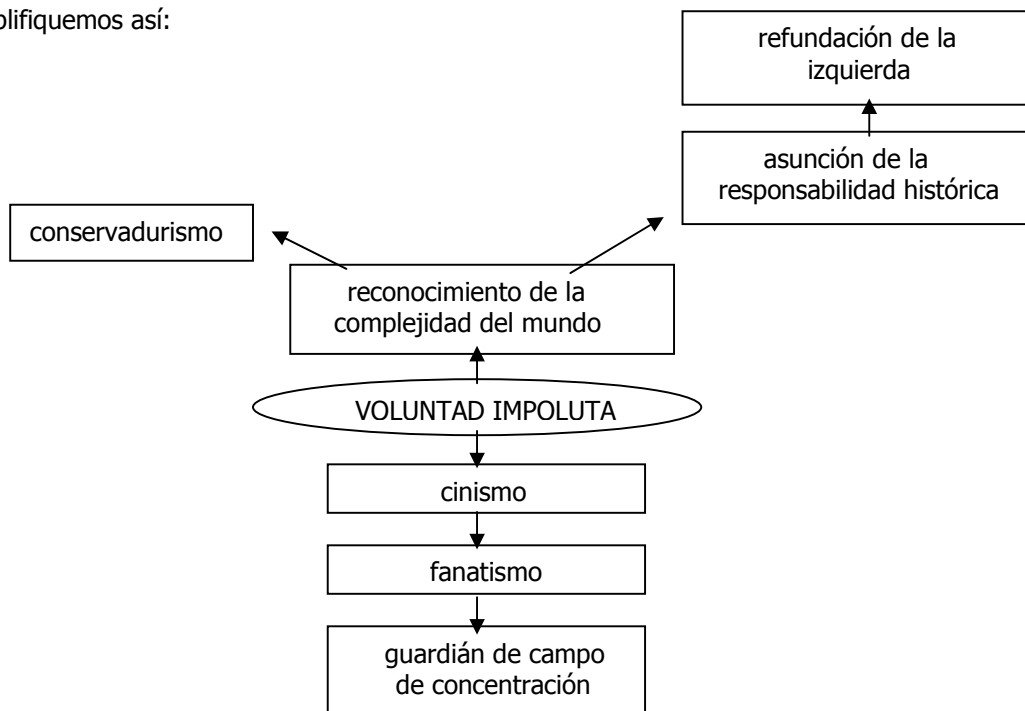 plifiquemos así:
refundación de la
izquierda
asunción de la
responsabilidad histórica
conservadurismo
reconocimiento de la
complejidad del mundo
VOLUNTAD IMPOLUTA
cinismo
fanatismo
guardián de campo
de concentración